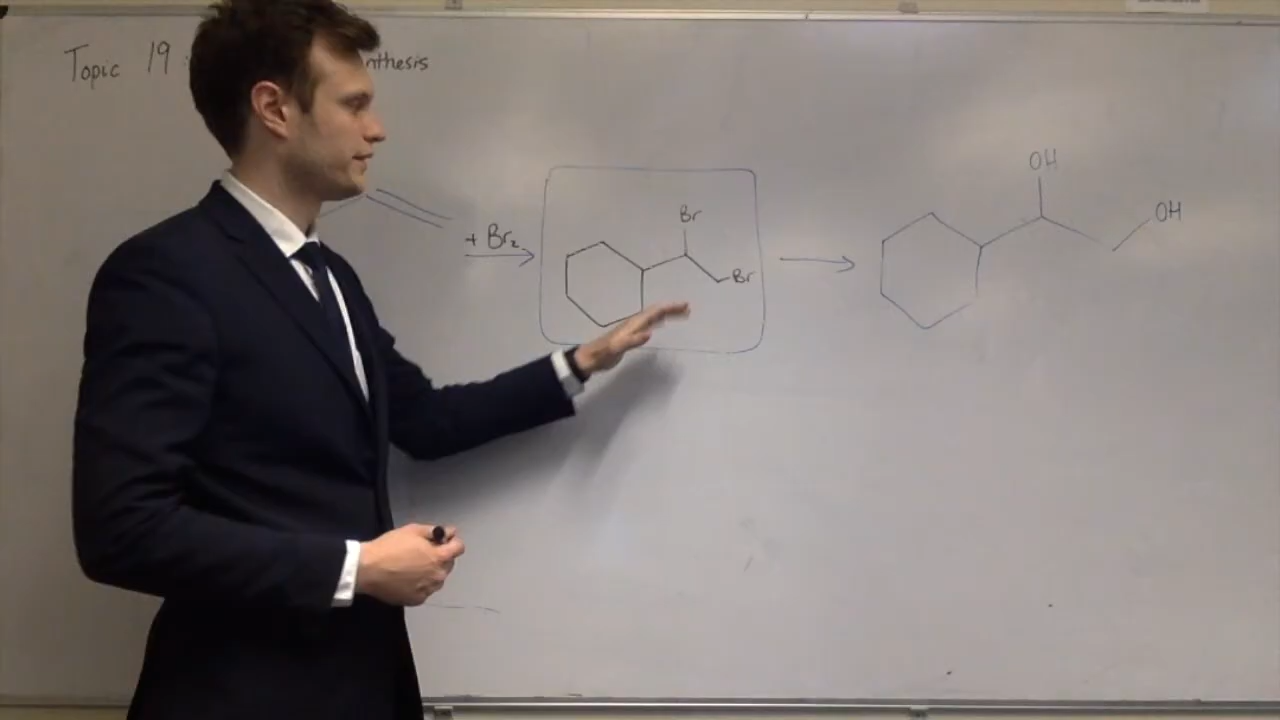 Topic 19 : nthesis
+ Br₂
Br
Br
OH
OH